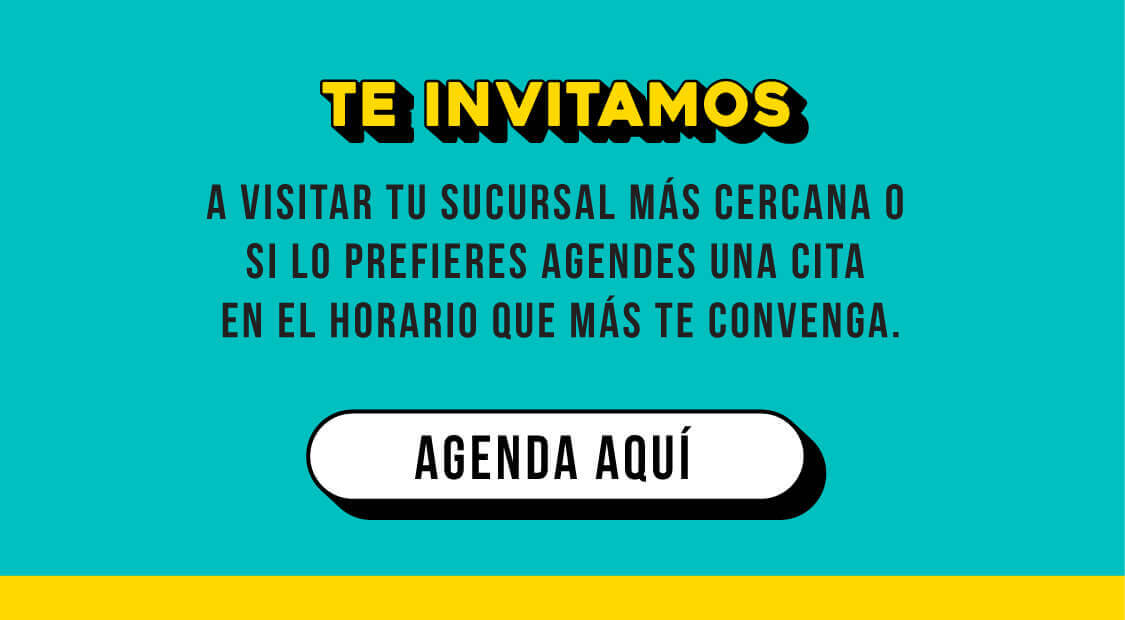 TE INVITAMOS
A VISITAR TU SUCURSAL MÁS CERCANA O
SI LO PREFIERES AGENDES UNA CITA
EN EL HORARIO QUE MÁS TE CONVENGA.
AGENDA AQUÍ